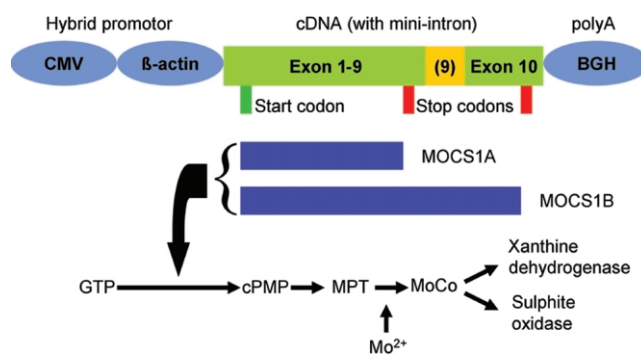 Hybrid promotor cDNA (with mini-intron) polyA
CMV ß-actin Exon 1-9 (9) Exon 10 BGH
Start codon Stop codons
MOCS1A
MOCS1B
Xanthine
dehydrogenase
GTP cPMP MPT MoCo
Sulphite
oxidase
Mo²⁺